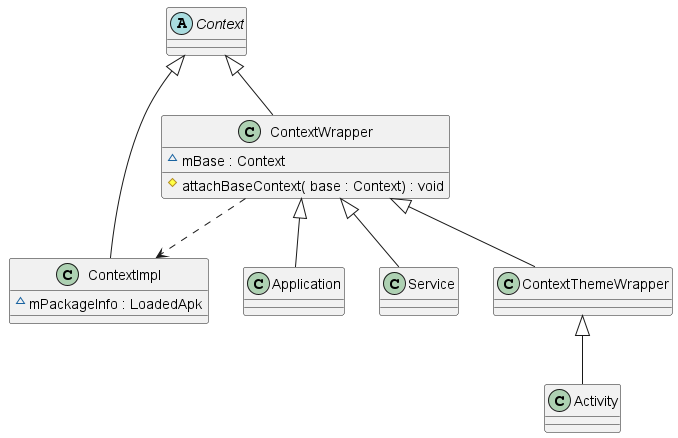 A Context
C ContextWrapper
mBase : Context
attachBaseContext( base : Context) : void
C ContextImpl
mPackageInfo : LoadedApk
C Application
C Service
C ContextThemeWrapper
C Activity